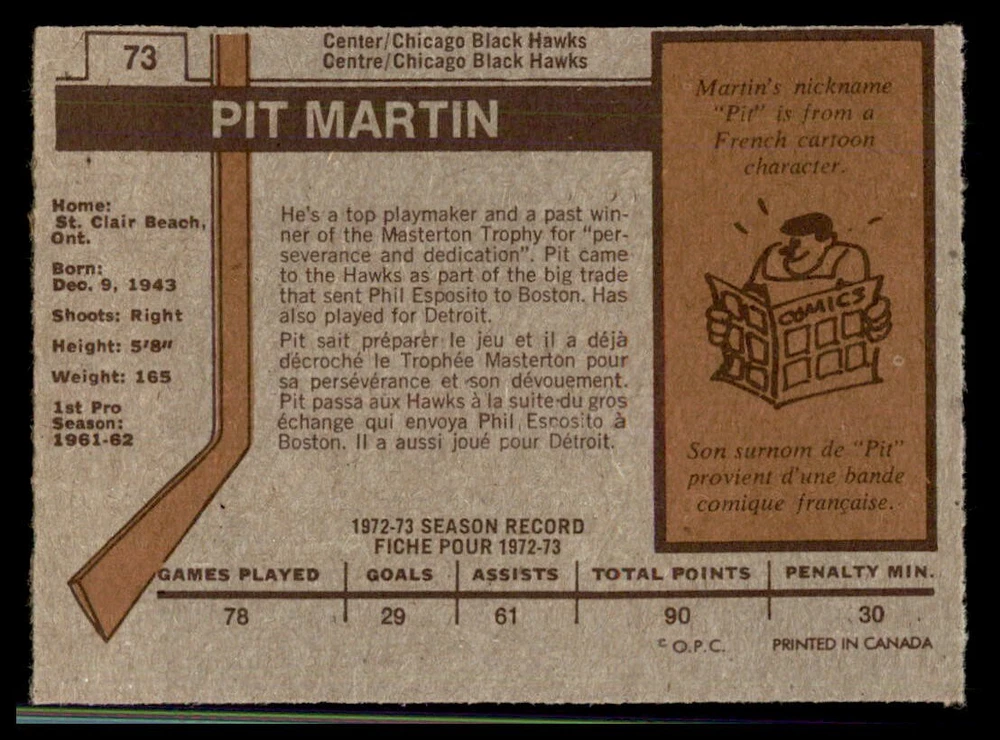 73
Center/Chicago Black Hawks
Centre/Chicago Black Hawks
PIT MARTIN
Home:
St. Clair Beach,
Ont.
Born:
Dec. 9, 1943
Shoots: Right
Height: 5'8"
Weight: 165
1st Pro
Season:
1961-62
He's a top playmaker and a past win-
ner of the Masterton Trophy for "per-
severance and dedication". Pit came
to the Hawks as part of the big trade
that sent Phil Esposito to Boston. Has
also played for Detroit.
Pit sait préparer le jeu et il a déjà
décroché le Trophée Masterton pour
sa persévérance et son dévouement.
Pit passa aux Hawks à la suite du gros
échange qui envoya Phil Esposito à
Boston. Il a aussi joué pour Détroit.
Martin's nickname
"Pit" is from a
French cartoon
character.
COMICS
Son surnom de "Pit"
provient d'une bande
comique française.
1972-73 SEASON RECORD
FICHE POUR 1972-73
GAMES PLAYED GOALS ASSISTS TOTAL POINTS PENALTY MIN.
78 29 61 90 30
© O.P.C. PRINTED IN CANADA